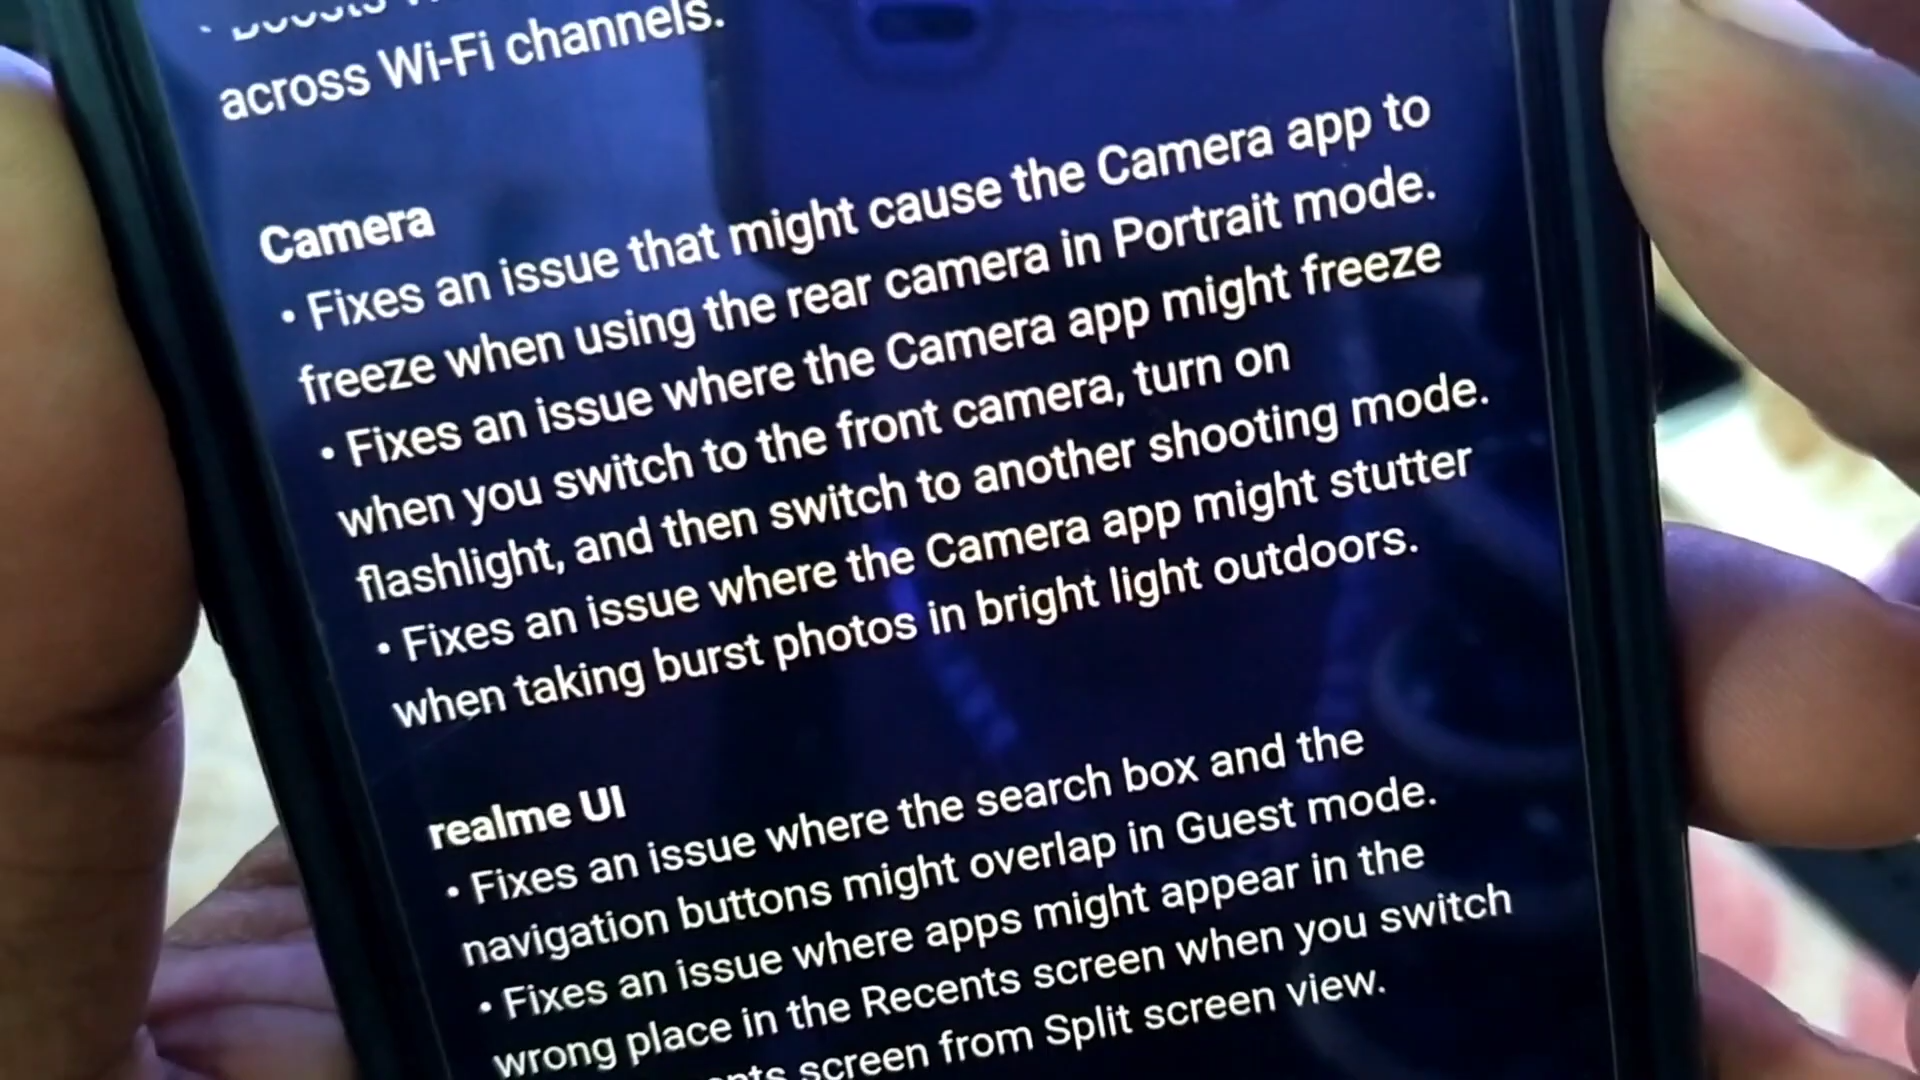 across Wi-Fi channels.
Camera
• Fixes an issue that might cause the Camera app to
freeze when using the rear camera in Portrait mode.
• Fixes an issue where the Camera app might freeze
when you switch to the front camera, turn on
flashlight, and then switch to another shooting mode.
• Fixes an issue where the Camera app might stutter
when taking burst photos in bright light outdoors.
realme UI
• Fixes an issue where the search box and the
navigation buttons might overlap in Guest mode.
• Fixes an issue where apps might appear in the
wrong place in the Recents screen when you switch
screen from Split screen view.